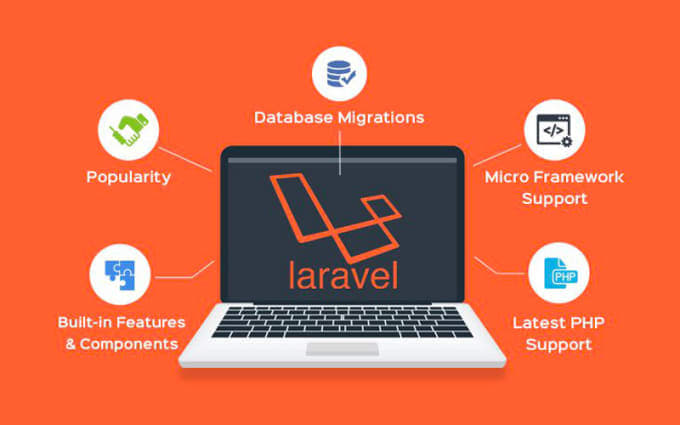 Database Migrations
Popularity
Micro Framework
Support
</>
laravel
Built-in Features
& Components
PHP
Latest PHP
Support